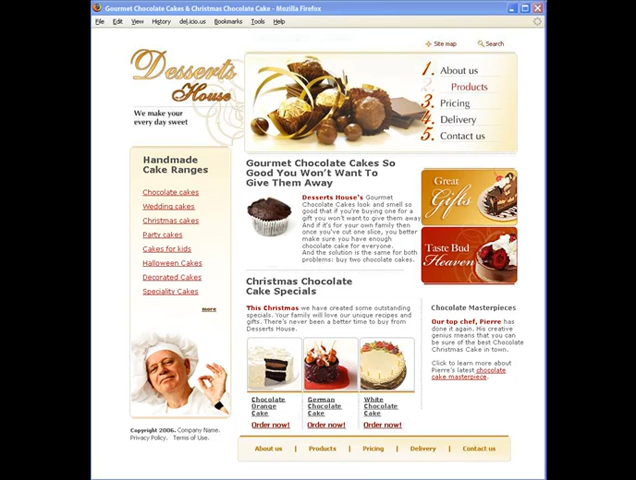 Gourmet Chocolate Cakes & Christmas Chocolate Cake - Mozilla Firefox
File Edit View History del.icio.us Bookmarks Tools Help
Site map Search
Desserts
House
We make your
every day sweet
1. About us
2. Products
3. Pricing
4. Delivery
5. Contact us
Handmade
Cake Ranges
Chocolate cakes
Wedding cakes
Christmas cakes
Party cakes
Cakes for kids
Halloween Cakes
Decorated Cakes
Speciality Cakes
more
Gourmet Chocolate Cakes So
Good You Won't Want To
Give Them Away
Desserts House's Gourmet
Chocolate Cakes look and smell so
good that if you're buying one for a
gift you won't want to give them away
And if it's for your own family then
once you've cut one slice, you better
make sure you have enough
chocolate cake for everyone.
And the solution is the same for both
problems: buy two chocolate cakes.
Great
Gifts
Taste Bud
Heaven
Christmas Chocolate
Cake Specials
This Christmas we have created some outstanding
specials. Your family will love our unique recipes and
gifts. There's never been a better time to buy from
Desserts House.
Chocolate
Orange
Cake
Order now!
German
Chocolate
Cake
Order now!
White
Chocolate
Cake
Order now!
Chocolate Masterpieces
Our top chef, Pierre has
done it again. His creative
genius means that you can
be sure of the best Chocolate
Christmas Cake in town.
Click to learn more about
Pierre's latest chocolate
cake masterpiece.
Copyright 2006. Company Name.
Privacy Policy. Terms of Use.
About us | Products | Pricing | Delivery | Contact us